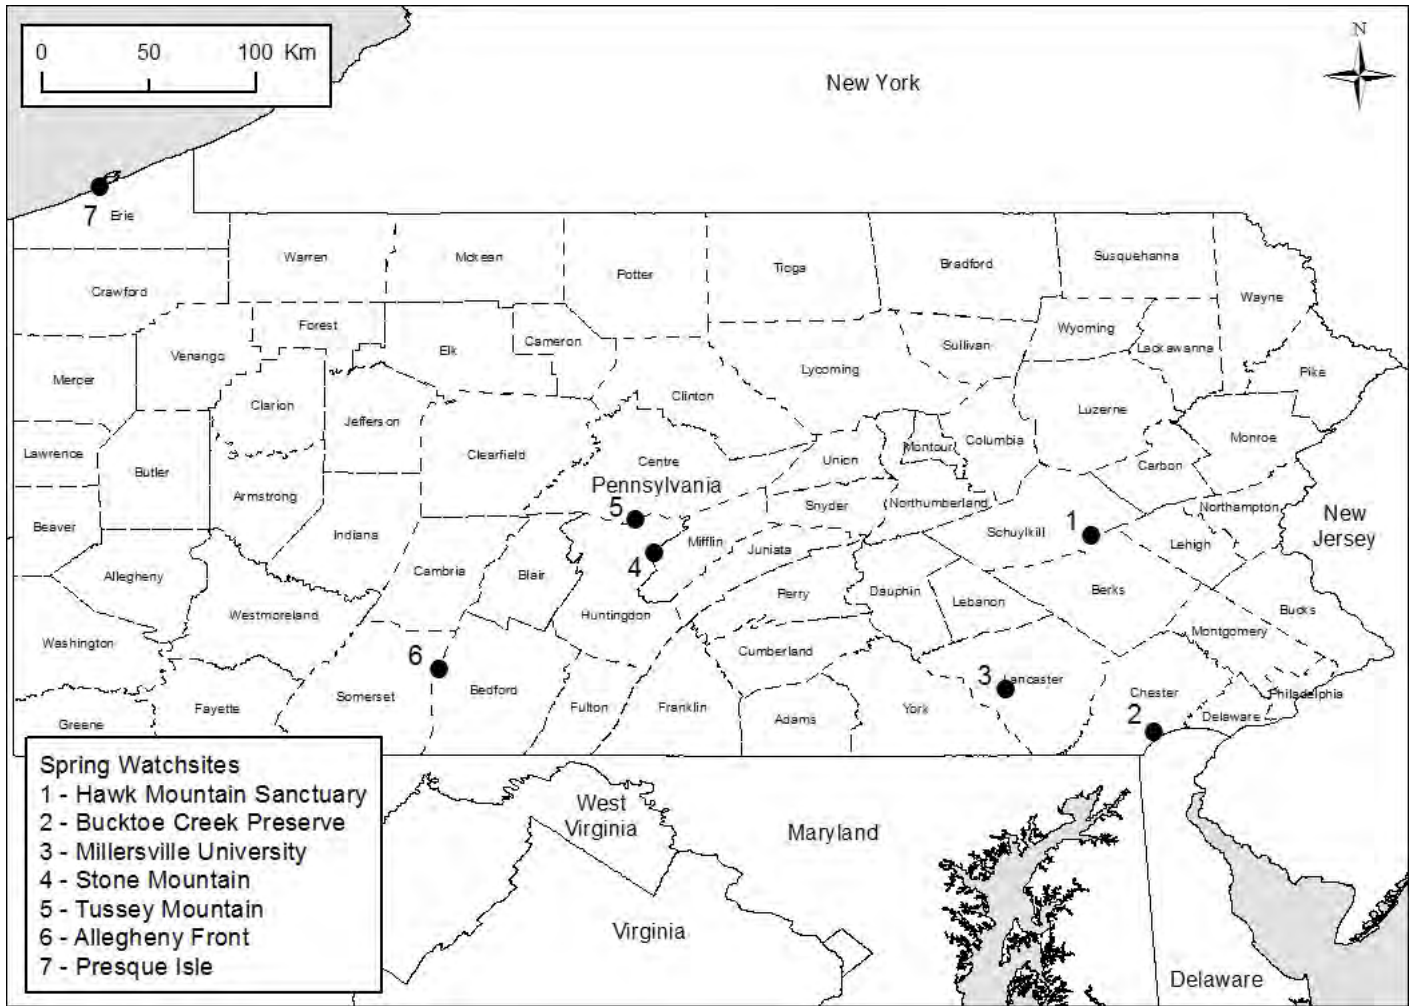 0 50 100 Km
N
New York
7 Erie
Warren
Mckean
Potter
Tioga
Bradford
Susquehanna
Wayne
Crawford
Forest
Venango
Elk
Cameron
Sullivan
Wyoming
Lackawanna
Mercer
Lycoming
Pike
Clarion
Jefferson
Clinton
Luzerne
Monroe
Lawrence
Butler
Clearfield
Centre
Union
Montour
Columbia
Carbon
Pennsylvania
Armstrong
Snyder
Northumberland
Northampton
Beaver
Indiana
5
Mifflin
Juniata
Schuylkill
1
Lehigh
New
Jersey
Allegheny
Cambria
Blair
4
Westmoreland
Huntingdon
Perry
Dauphin
Lebanon
Berks
Bucks
Washington
6
Cumberland
Montgomery
Somerset
Bedford
3
Lancaster
Chester
Philadelphia
Greene
Fayette
Fulton
Franklin
Adams
York
2
Delaware
Spring Watchsites
1 - Hawk Mountain Sanctuary
2 - Bucktoe Creek Preserve
3 - Millersville University
4 - Stone Mountain
5 - Tussey Mountain
6 - Allegheny Front
7 - Presque Isle
West
Virginia
Maryland
Virginia
Delaware